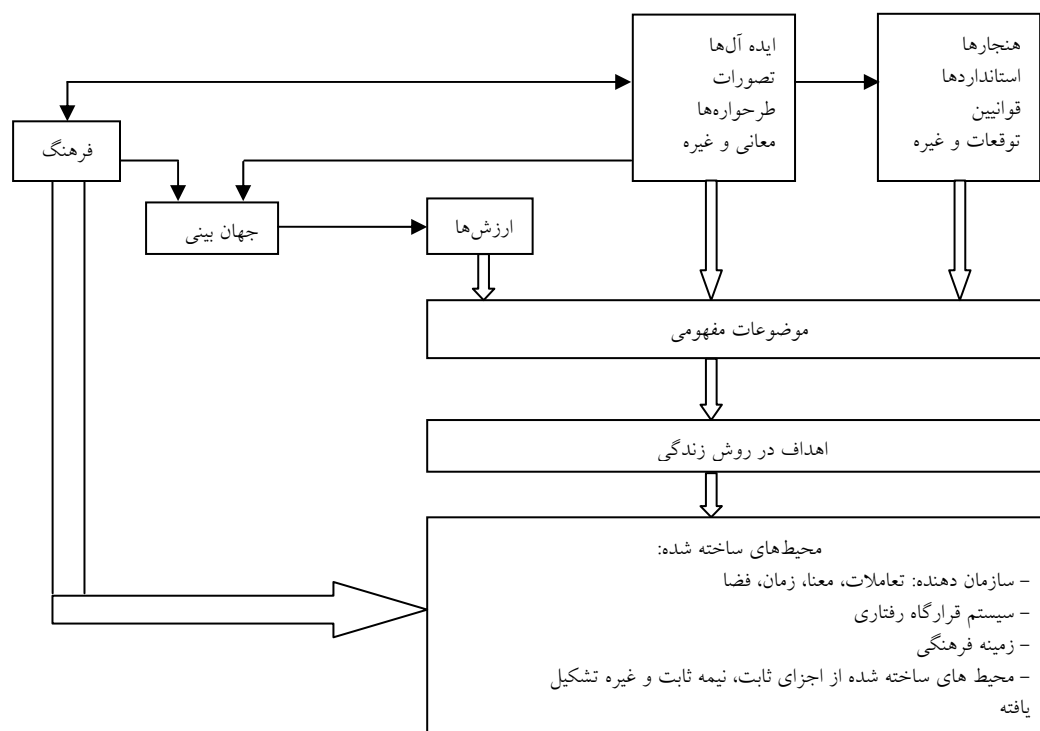 هنجارها
استانداردها
قوانیین
توقعات و غیره
ایده آل‌ها
تصورات
طرحواره‌ها
معانی و غیره
فرهنگ
جهان بینی
ارزش‌ها
موضوعات مفهومی
اهداف در روش زندگی
محیط‌های ساخته شده:
- سازمان دهنده: تعاملات، معنا، زمان، فضا
- سیستم قرارگاه رفتاری
- زمینه فرهنگی
- محیط های ساخته شده از اجزای ثابت، نیمه ثابت و غیره تشکیل
یافته